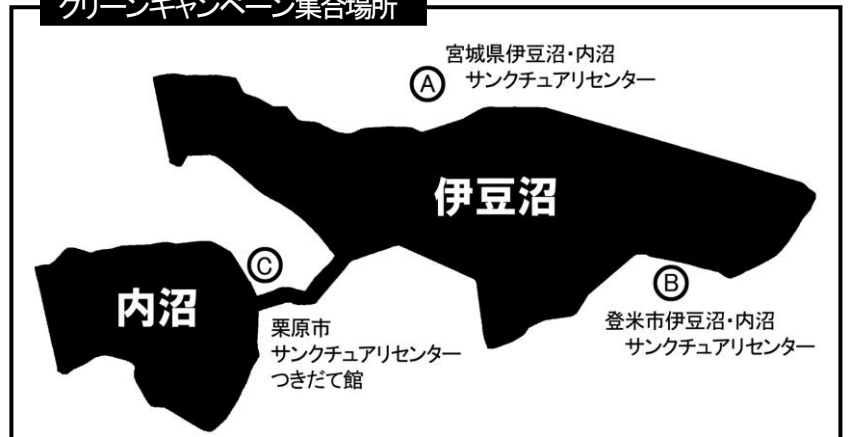 クリーンキャンペーン集合場所
宮城県伊豆沼・内沼
サンクチュアリセンター
A
伊豆沼
C
内沼
栗原市
サンクチュアリセンター
つきだて館
B
登米市伊豆沼・内沼
サンクチュアリセンター